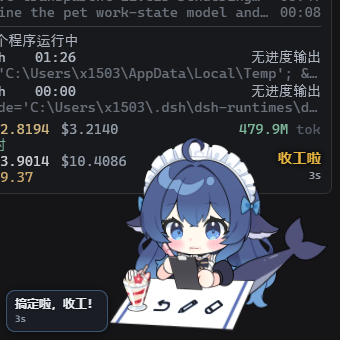 ine the pet work-state model and… 00:08
个程序运行中
h 01:26 无进度输出
'C:\Users\x1503\AppData\Local\Temp'; &…
h 00:00 无进度输出
de='C:\Users\x1503\.dsh\dsh-runtimes\d…
2.8194 $3.2140 479.9M tok
时
3.9014 $10.4086 收工啦
9.37 3s
搞定啦，收工！
3s